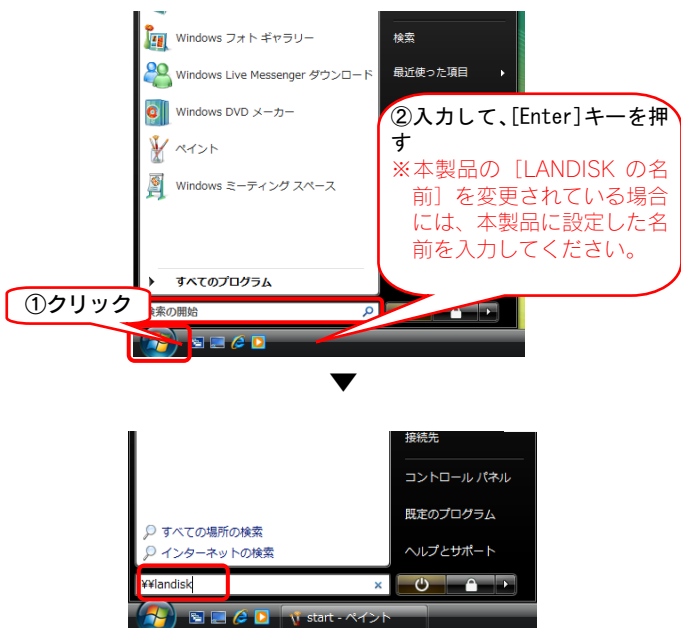 Windows フォト ギャラリー
Windows Live Messenger ダウンロード
Windows DVD メーカー
ペイント
Windows ミーティング スペース
すべてのプログラム
検索
最近使った項目
②入力して、[Enter]キーを押
す
※本製品の［LANDISK の名
前］を変更されている場合
には、本製品に設定した名
前を入力してください。
①クリック
索の開始
▼
接続先
コントロール パネル
既定のプログラム
ヘルプとサポート
すべての場所の検索
インターネットの検索
¥¥landisk
start - ペイント